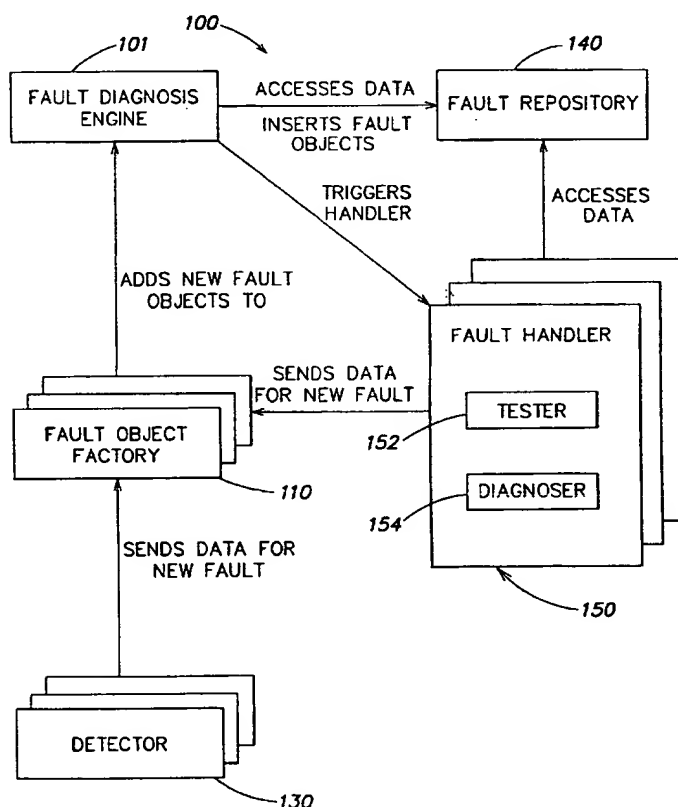 100
101
140
FAULT DIAGNOSIS
ENGINE
ACCESSES DATA
INSERTS FAULT
OBJECTS
FAULT REPOSITORY
TRIGGERS
HANDLER
ACCESSES
DATA
ADDS NEW FAULT
OBJECTS TO
FAULT HANDLER
SENDS DATA
FOR NEW FAULT
TESTER
152
FAULT OBJECT
FACTORY
110
DIAGNOSER
154
SENDS DATA FOR
NEW FAULT
150
DETECTOR
130